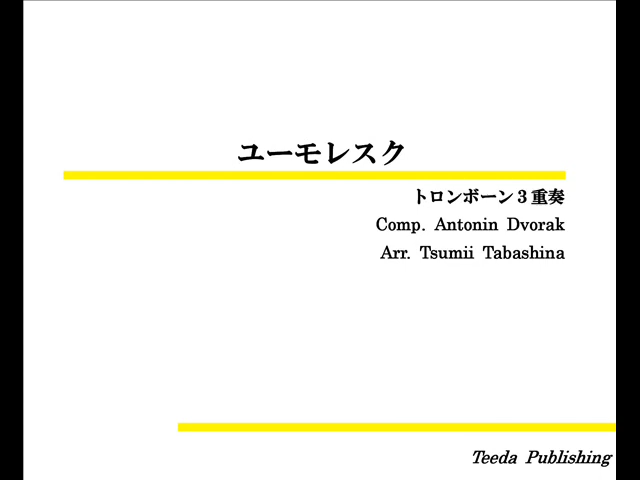 ユーモレスク
トロンボーン３重奏
Comp. Antonin Dvorak
Arr. Tsumii Tabashina
Teeda Publishing